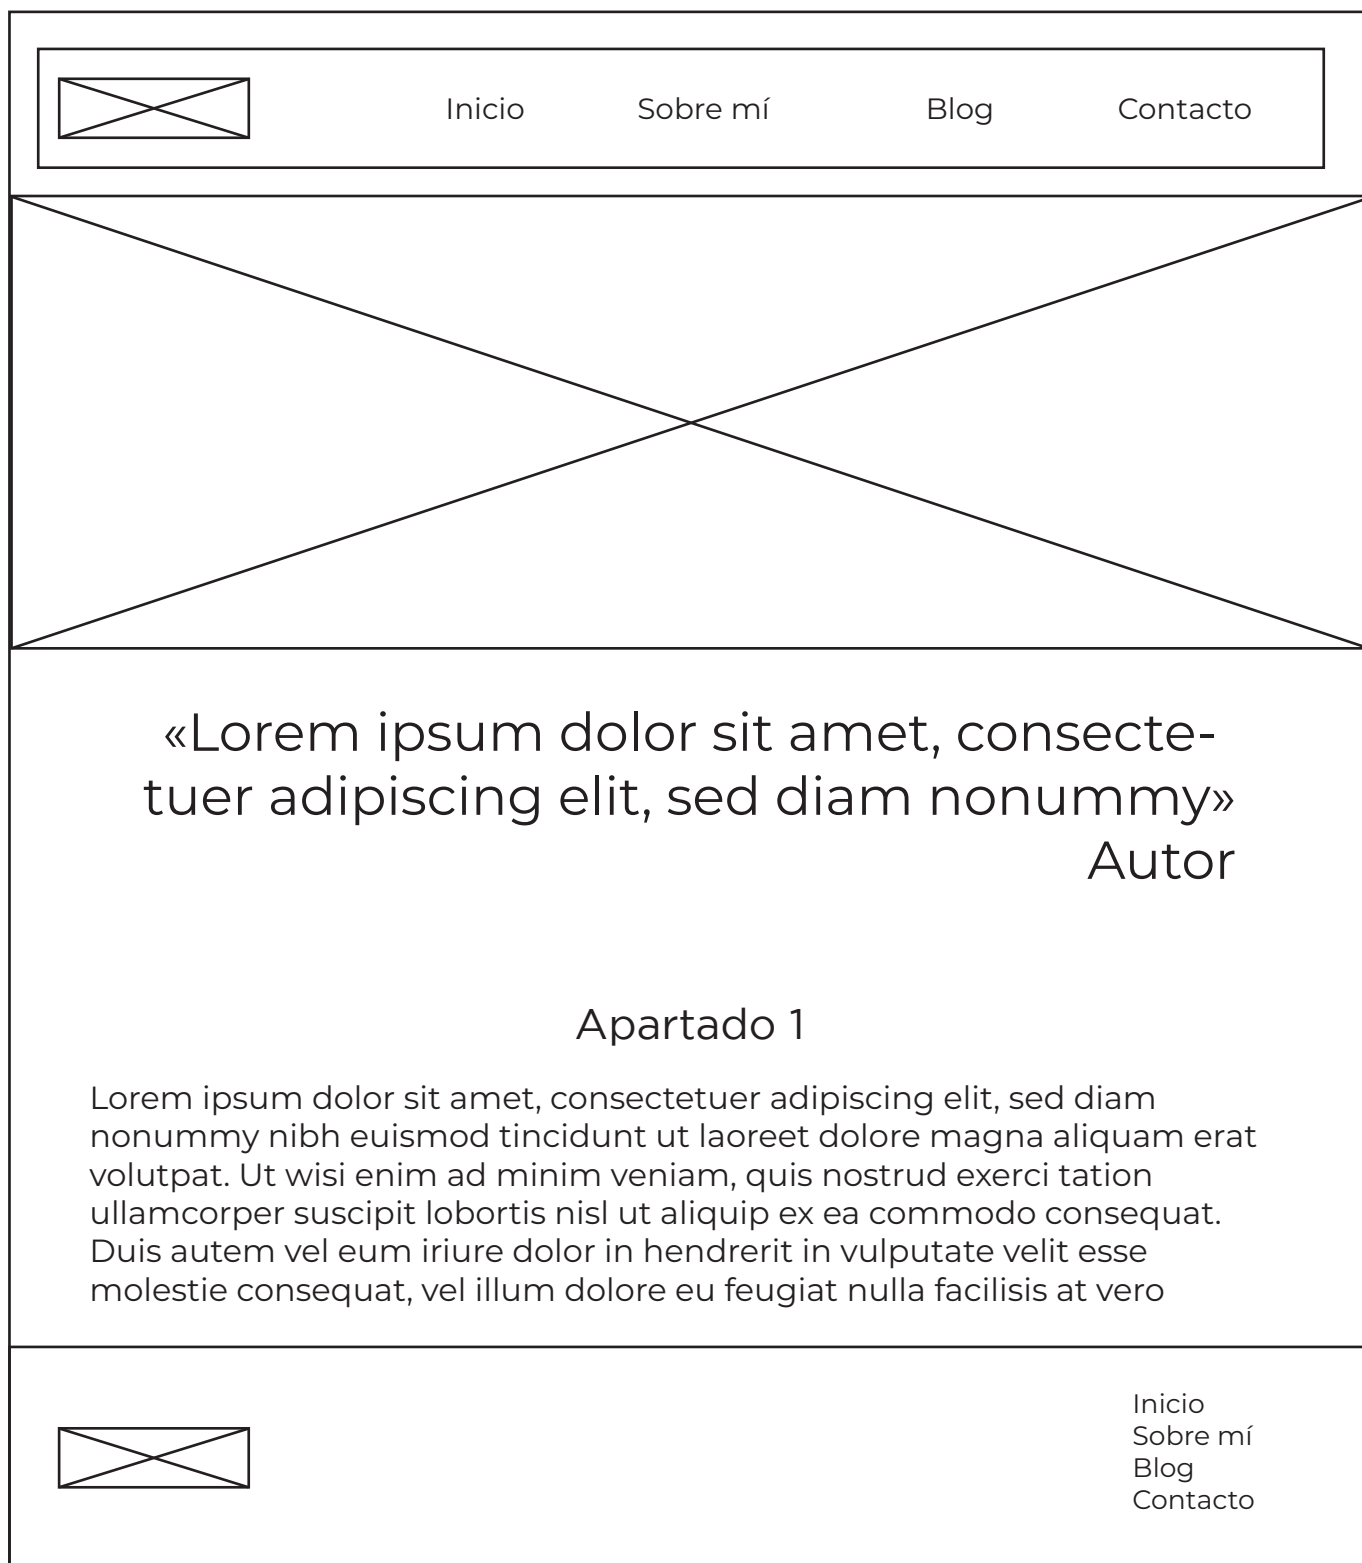 Inicio Sobre mí Blog Contacto
«Lorem ipsum dolor sit amet, consecte-
tuer adipiscing elit, sed diam nonummy»
Autor
Apartado 1
Lorem ipsum dolor sit amet, consectetuer adipiscing elit, sed diam
nonummy nibh euismod tincidunt ut laoreet dolore magna aliquam erat
volutpat. Ut wisi enim ad minim veniam, quis nostrud exerci tation
ullamcorper suscipit lobortis nisl ut aliquip ex ea commodo consequat.
Duis autem vel eum iriure dolor in hendrerit in vulputate velit esse
molestie consequat, vel illum dolore eu feugiat nulla facilisis at vero
Inicio
Sobre mí
Blog
Contacto